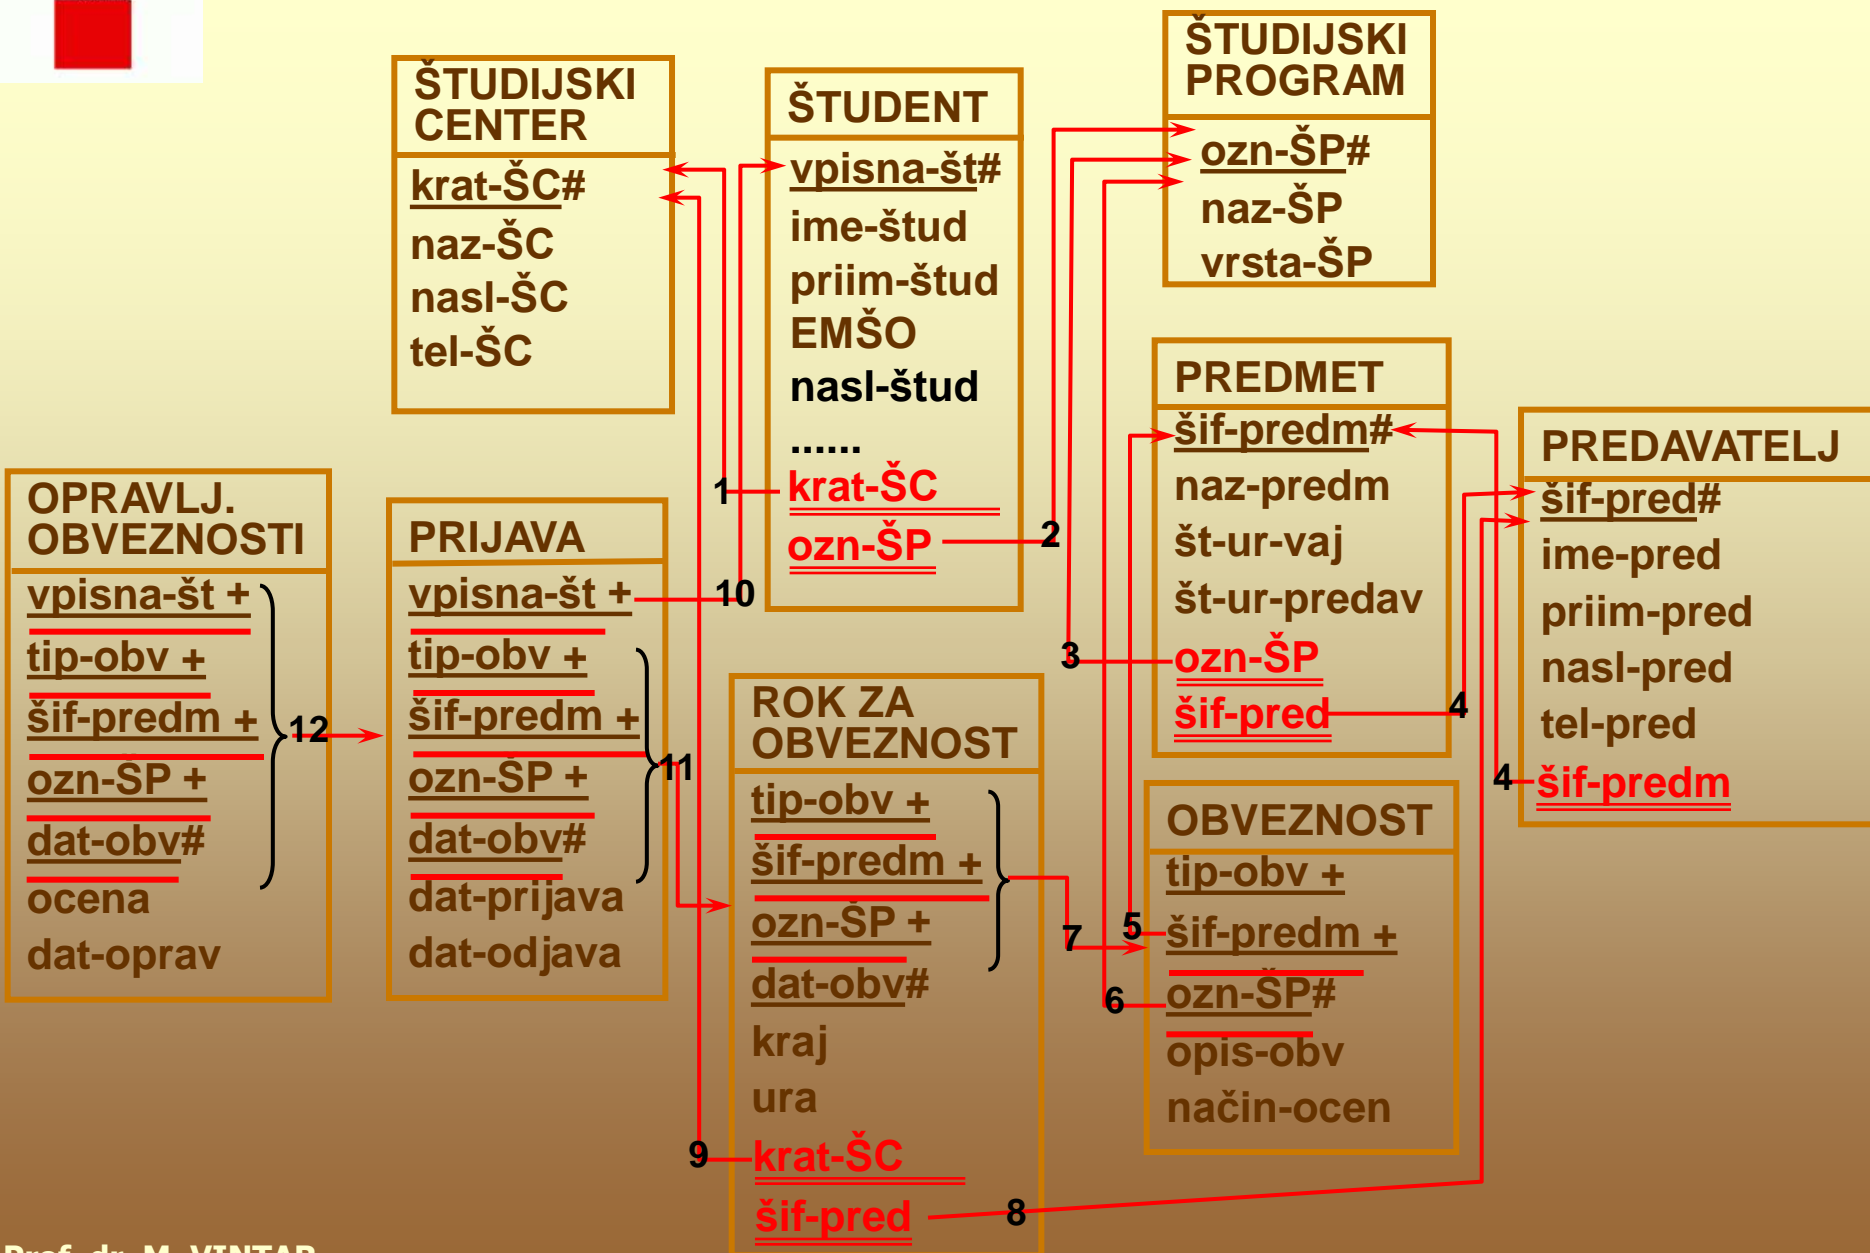 ŠTUDIJSKI
CENTER
krat-ŠC#
naz-ŠC
nasl-ŠC
tel-ŠC
ŠTUDENT
vpisna-št#
ime-štud
priim-štud
EMŠO
nasl-štud
......
krat-ŠC
ozn-ŠP
ŠTUDIJSKI
PROGRAM
ozn-ŠP#
naz-ŠP
vrsta-ŠP
PREDMET
šif-predm#
naz-predm
št-ur-vaj
št-ur-predav
ozn-ŠP
šif-pred
PREDAVATELJ
šif-pred#
ime-pred
priim-pred
nasl-pred
tel-pred
šif-predm
OPRAVLJ.
OBVEZNOSTI
vpisna-št +
tip-obv +
šif-predm +
ozn-ŠP +
dat-obv#
ocena
dat-oprav
PRIJAVA
vpisna-št +
tip-obv +
šif-predm +
ozn-ŠP +
dat-obv#
dat-prijava
dat-odjava
ROK ZA
OBVEZNOST
tip-obv +
šif-predm +
ozn-ŠP +
dat-obv#
kraj
ura
krat-ŠC
šif-pred
OBVEZNOST
tip-obv +
šif-predm +
ozn-ŠP#
opis-obv
način-ocen
1
2
3
4
4
5
6
7
8
9
10
11
12
Prof. dr. M. VINTAR